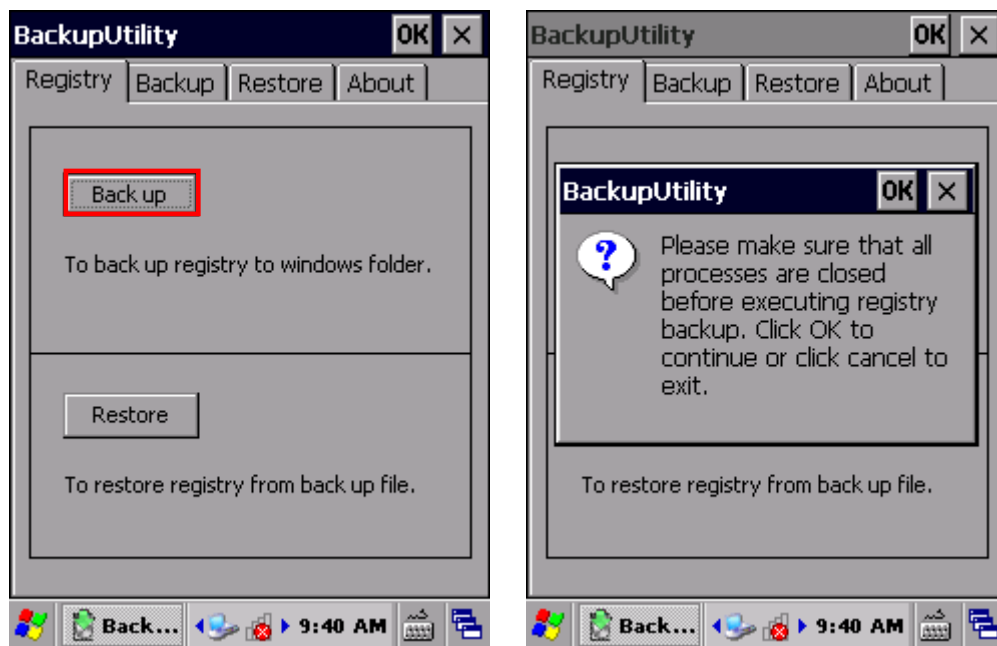 BackupUtility OK
Registry Backup Restore About
Back up
To back up registry to windows folder.
Restore
To restore registry from back up file.
Back... 9:40 AM
BackupUtility OK
Registry Backup Restore About
BackupUtility OK
Please make sure that all
processes are closed
before executing registry
backup. Click OK to
continue or click cancel to
exit.
To restore registry from back up file.
Back... 9:40 AM